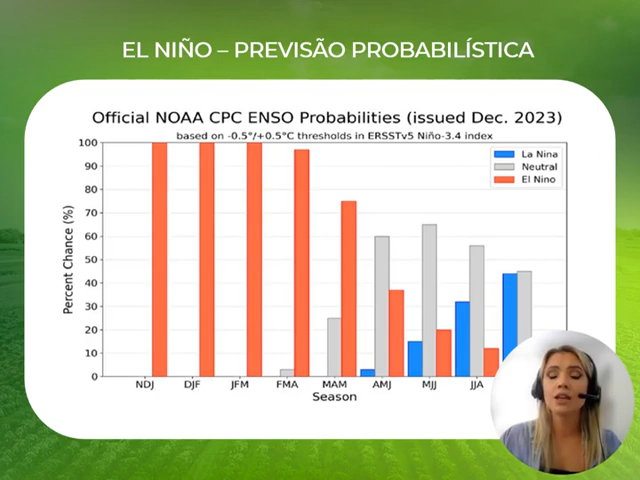 EL NIÑO – PREVISÃO PROBABILÍSTICA
Official NOAA CPC ENSO Probabilities (issued Dec. 2023)
based on -0.5°/+0.5°C thresholds in ERSSTv5 Niño-3.4 index
La Nina
Neutral
El Nino
Percent Chance (%)
100
90
80
70
60
50
40
30
20
10
0
NDJ DJF JFM FMA MAM AMJ MJJ JJA
Season